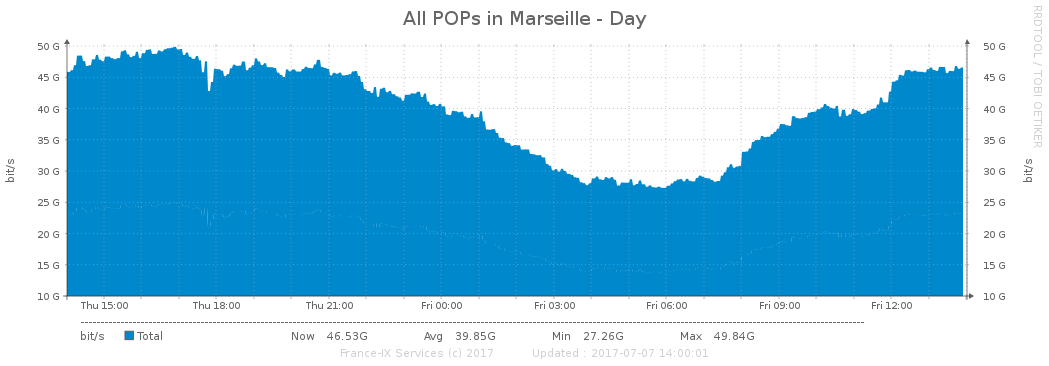 All POPs in Marseille - Day
RRDTOOL / TOBI OETIKER
bit/s
50 G
45 G
40 G
35 G
30 G
25 G
20 G
15 G
10 G
50 G
45 G
40 G
35 G
30 G
25 G
20 G
15 G
10 G
bit/s
Thu 15:00 Thu 18:00 Thu 21:00 Fri 00:00 Fri 03:00 Fri 06:00 Fri 09:00 Fri 12:00
bit/s Total Now 46.53G Avg 39.85G Min 27.26G Max 49.84G
France-IX Services (c) 2017 Updated : 2017-07-07 14:00:01